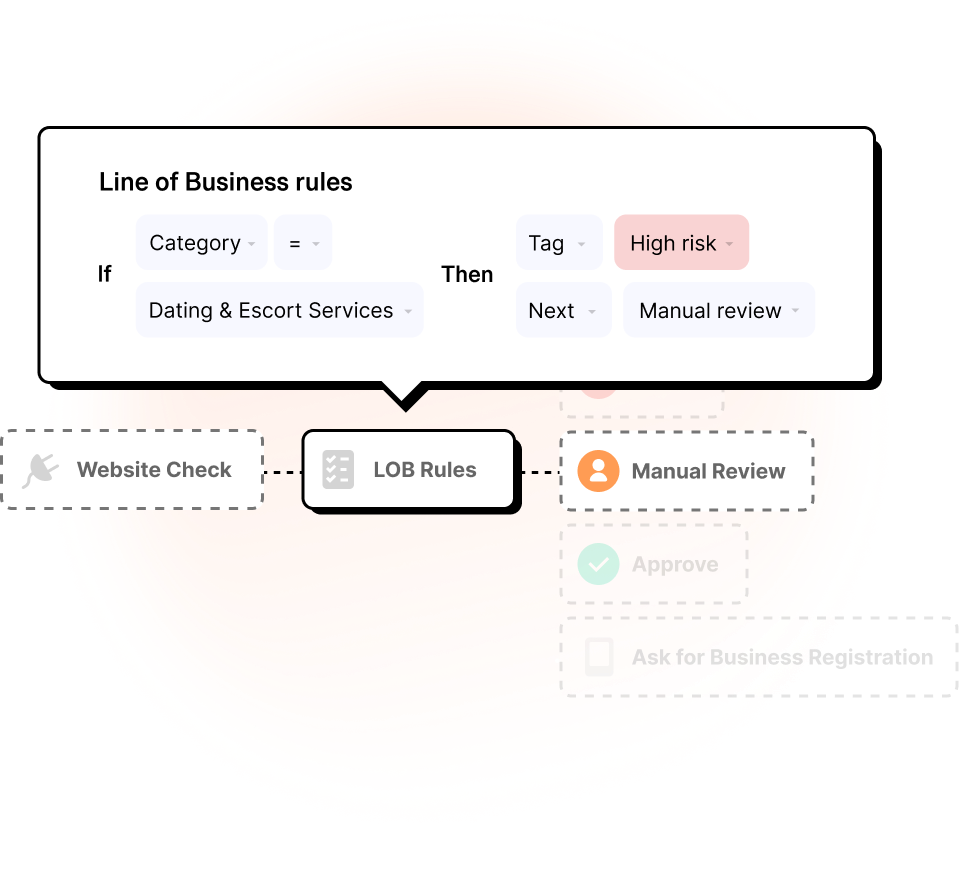 Line of Business rules
Category = Tag High risk
If Then
Dating & Escort Services Next Manual review
Website Check LOB Rules Manual Review
Approve
Ask for Business Registration